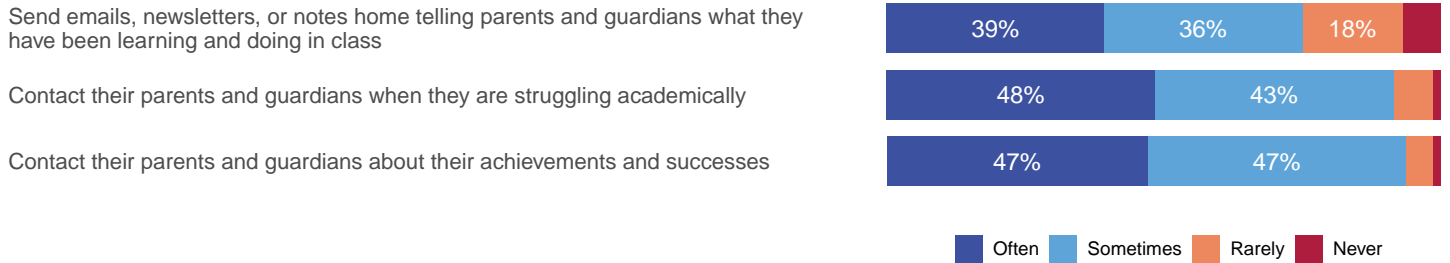 Send emails, newsletters, or notes home telling parents and guardians what they
have been learning and doing in class
39% 36% 18%
Contact their parents and guardians when they are struggling academically
48% 43%
Contact their parents and guardians about their achievements and successes
47% 47%
Often Sometimes Rarely Never